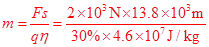 m = Fs/qη = 2×10³N×13.8×10³m / 30%×4.6×10⁷J/kg